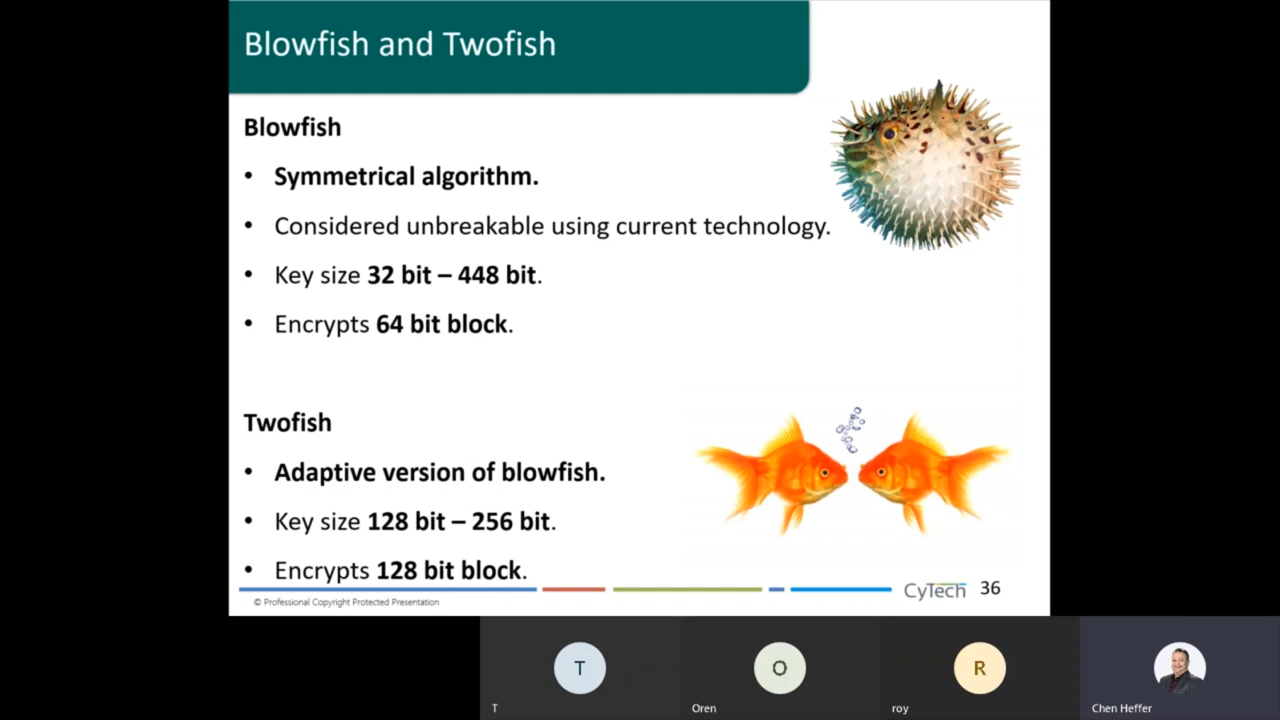 Blowfish and Twofish
Blowfish
• Symmetrical algorithm.
• Considered unbreakable using current technology.
• Key size 32 bit – 448 bit.
• Encrypts 64 bit block.
Twofish
• Adaptive version of blowfish.
• Key size 128 bit – 256 bit.
• Encrypts 128 bit block.
© Professional Copyright Protected Presentation
CyTech 36
T
O
R
T
Oren
roy
Chen Heffer